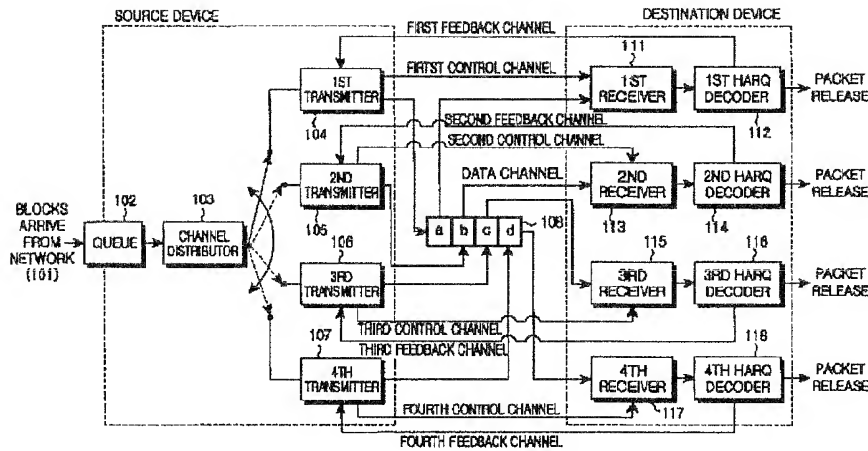 SOURCE DEVICE
DESTINATION DEVICE
FIRST FEEDBACK CHANNEL
111
FIRTST CONTROL CHANNEL
1ST TRANSMITTER
104
1ST RECEIVER
1ST HARQ DECODER
112
PACKET RELEASE
SECOND FEEDBACK CHANNEL
SECOND CONTROL CHANNEL
DATA CHANNEL
2ND TRANSMITTER
105
2ND RECEIVER
113
2ND HARQ DECODER
114
PACKET RELEASE
BLOCKS ARRIVE FROM NETWORK (101)
102
QUEUE
103
CHANNEL DISTRIBUTOR
a b c d
108
106
3RD TRANSMITTER
115
3RD RECEIVER
116
3RD HARQ DECODER
PACKET RELEASE
THIRD CONTROL CHANNEL
THIRD FEEDBACK CHANNEL
107
4TH TRANSMITTER
4TH RECEIVER
117
118
4TH HARQ DECODER
PACKET RELEASE
FOURTH CONTROL CHANNEL
FOURTH FEEDBACK CHANNEL